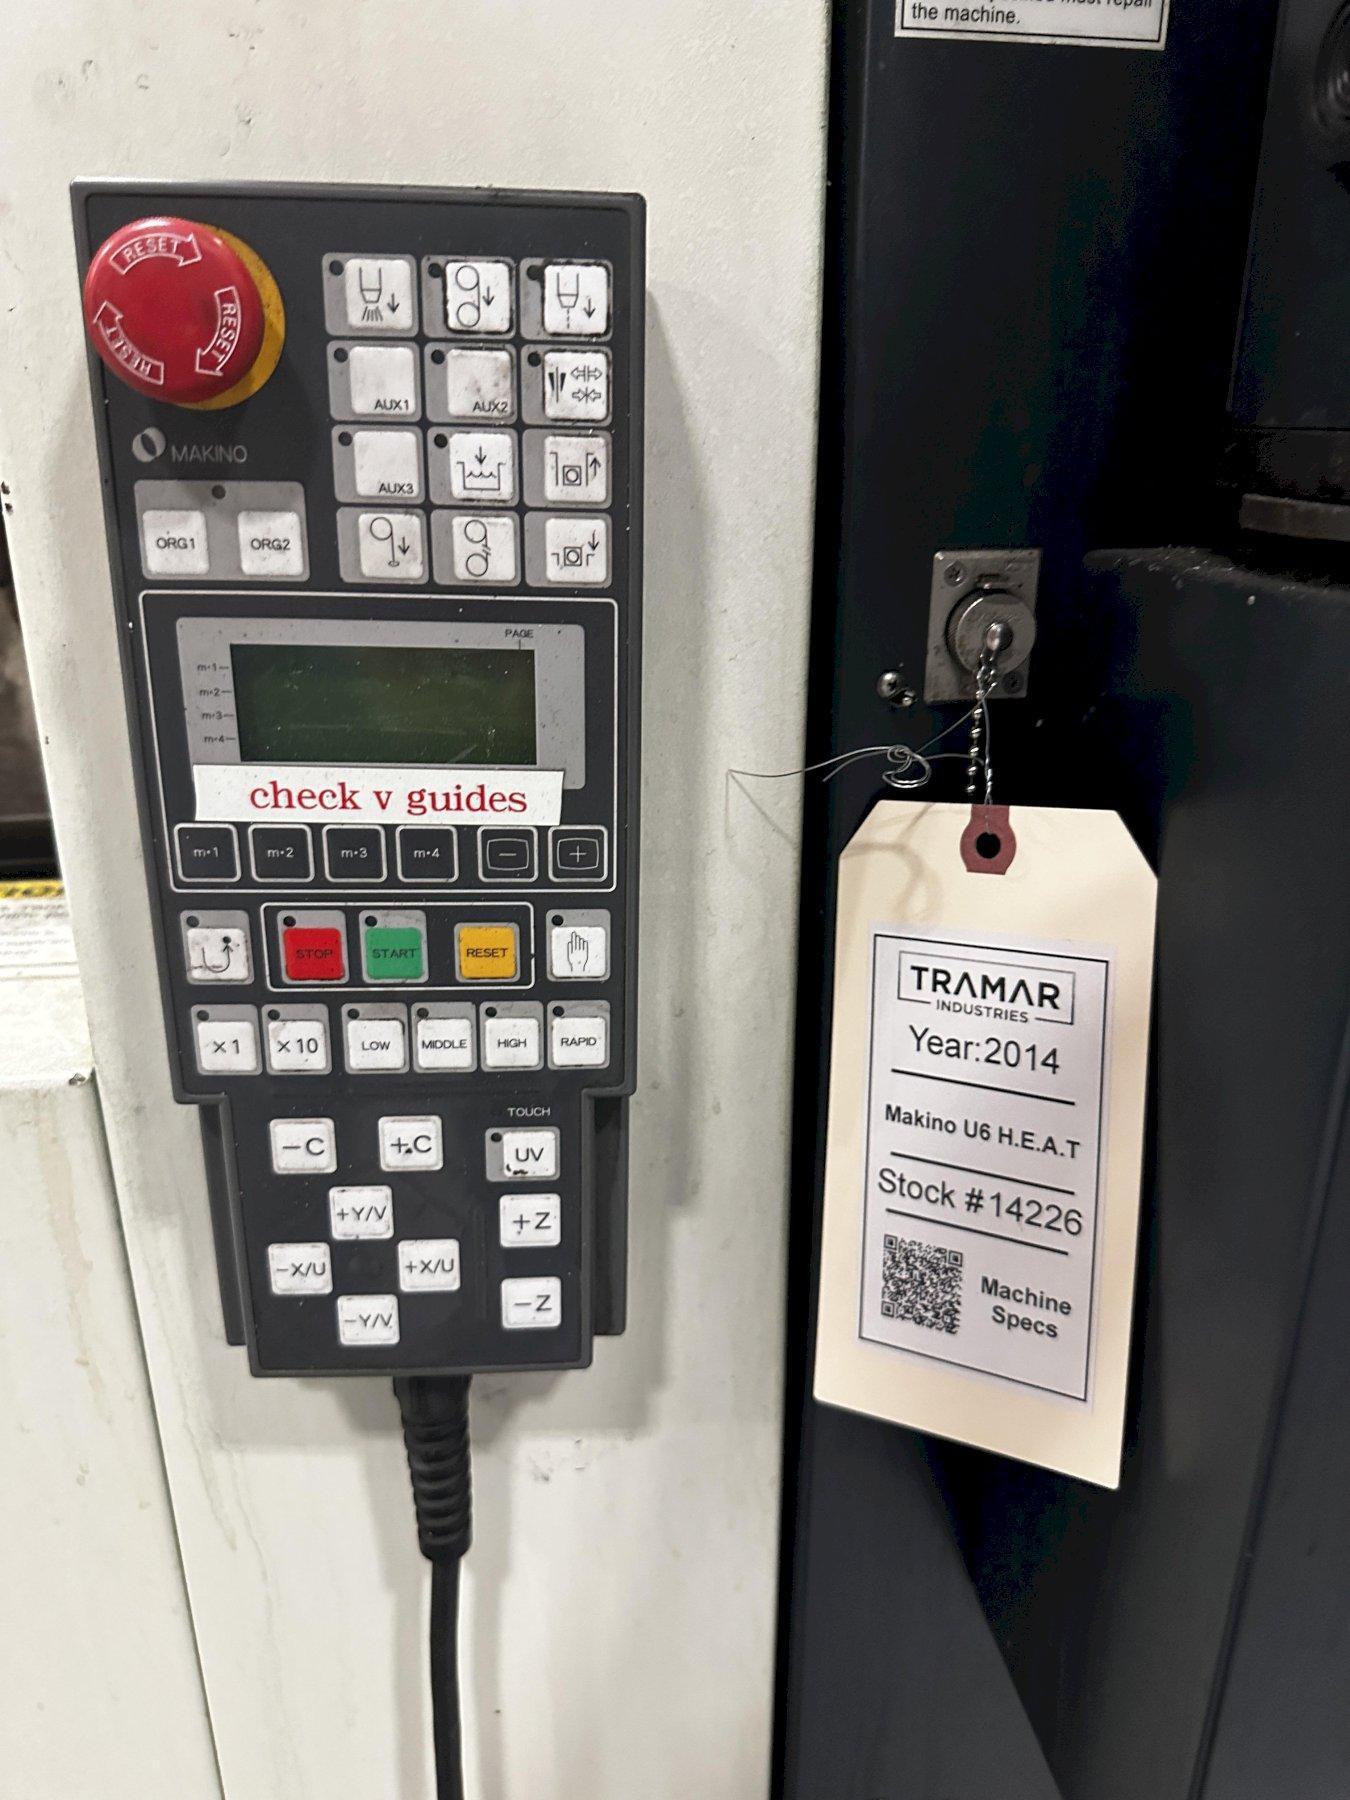 the machine.
RESET
RESET
RESET
MAKINO
AUX1
AUX2
AUX3
ORG1
ORG2
PAGE
m•1
m•2
m•3
m•4
check v guides
m•1
m•2
m•3
m•4
−
+
STOP
START
RESET
×1
×10
LOW
MIDDLE
HIGH
RAPID
TOUCH
−C
+C
UV
+Y/V
+Z
−X/U
+X/U
−Y/V
−Z
TRAMAR
INDUSTRIES
Year:2014
Makino U6 H.E.A.T
Stock #14226
Machine
Specs